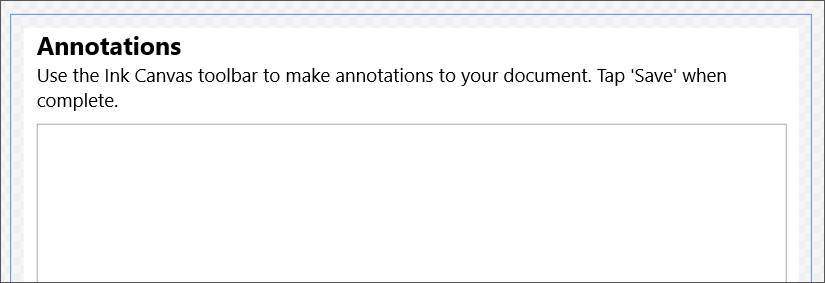 Annotations
Use the Ink Canvas toolbar to make annotations to your document. Tap 'Save' when
complete.